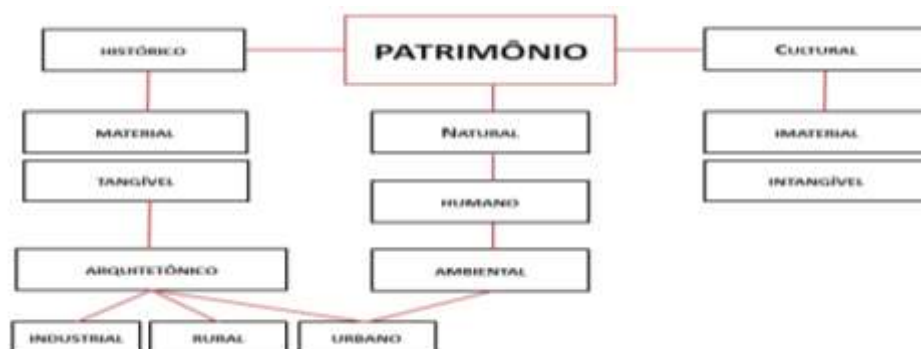 PATRIMÔNIO
HISTÓRICO
CULTURAL
MATERIAL
NATURAL
IMATERIAL
TANGÍVEL
HUMANO
INTANGÍVEL
ARQUITETÔNICO
AMBIENTAL
INDUSTRIAL
RURAL
URBANO